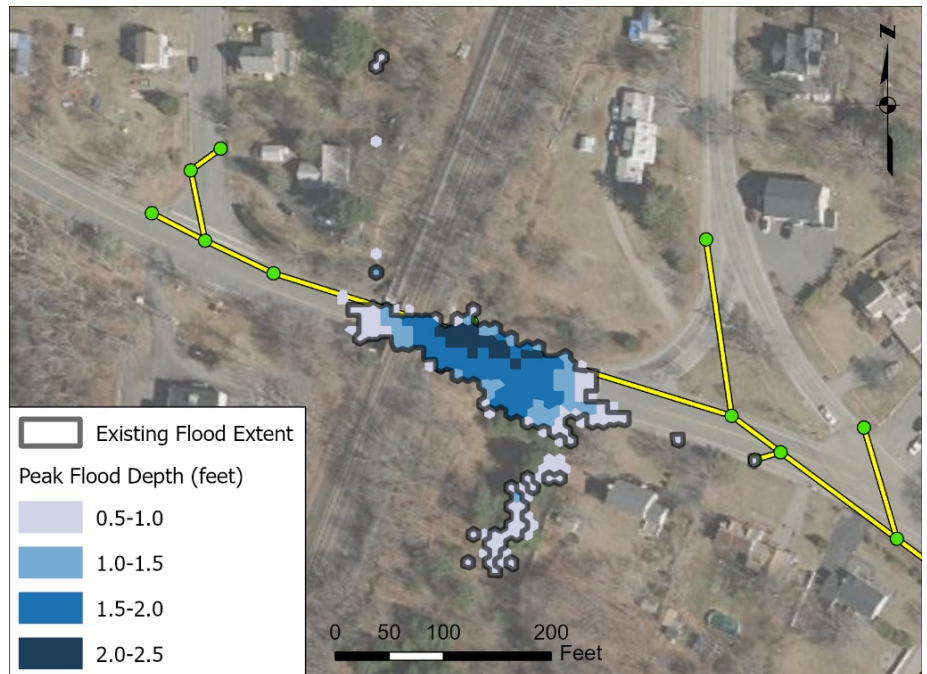 N
Existing Flood Extent
Peak Flood Depth (feet)
0.5-1.0
1.0-1.5
1.5-2.0
2.0-2.5
0 50 100 200
Feet